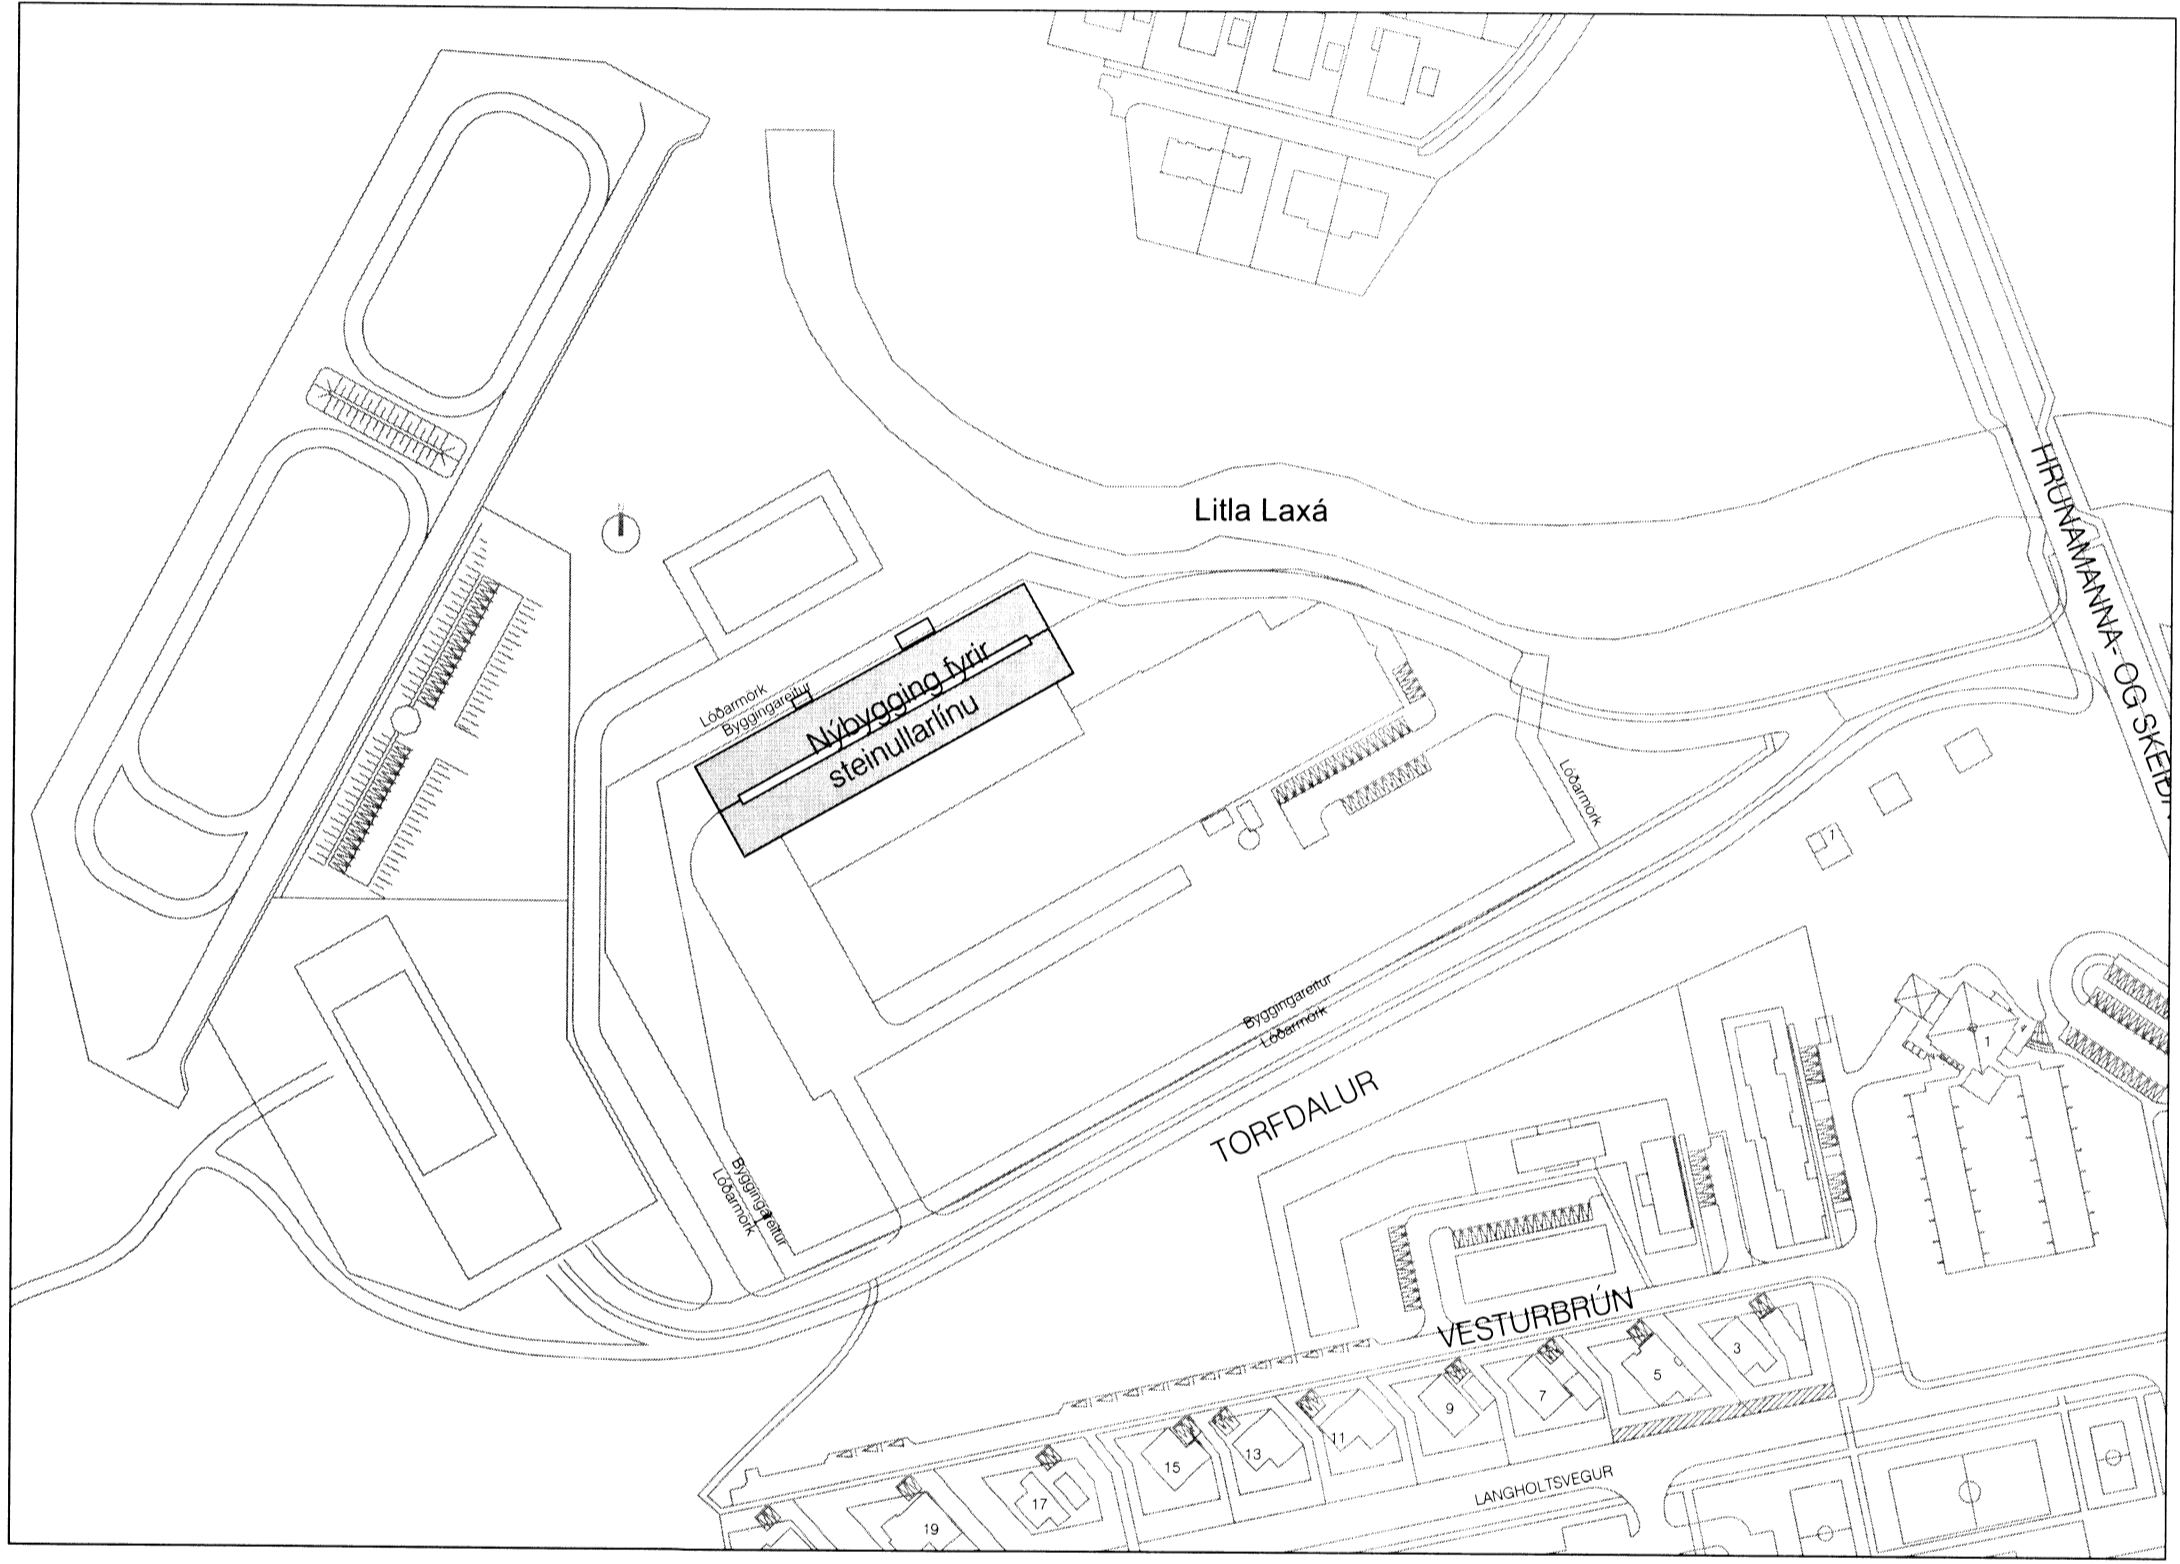 N
Litla Laxá
HRUNAMANNA- OG SKEIÐ
Nýbygging fyrir
steinullarlínu
Lóðarmörk
Byggingareitur
Lóðarmörk
1
Byggingareitur
Lóðarmörk
TORFDALUR
1
Byggingareitur
Lóðarmörk
VESTURBRÚN
3
5
7
9
11
13
15
17
19
LANGHOLTSVEGUR